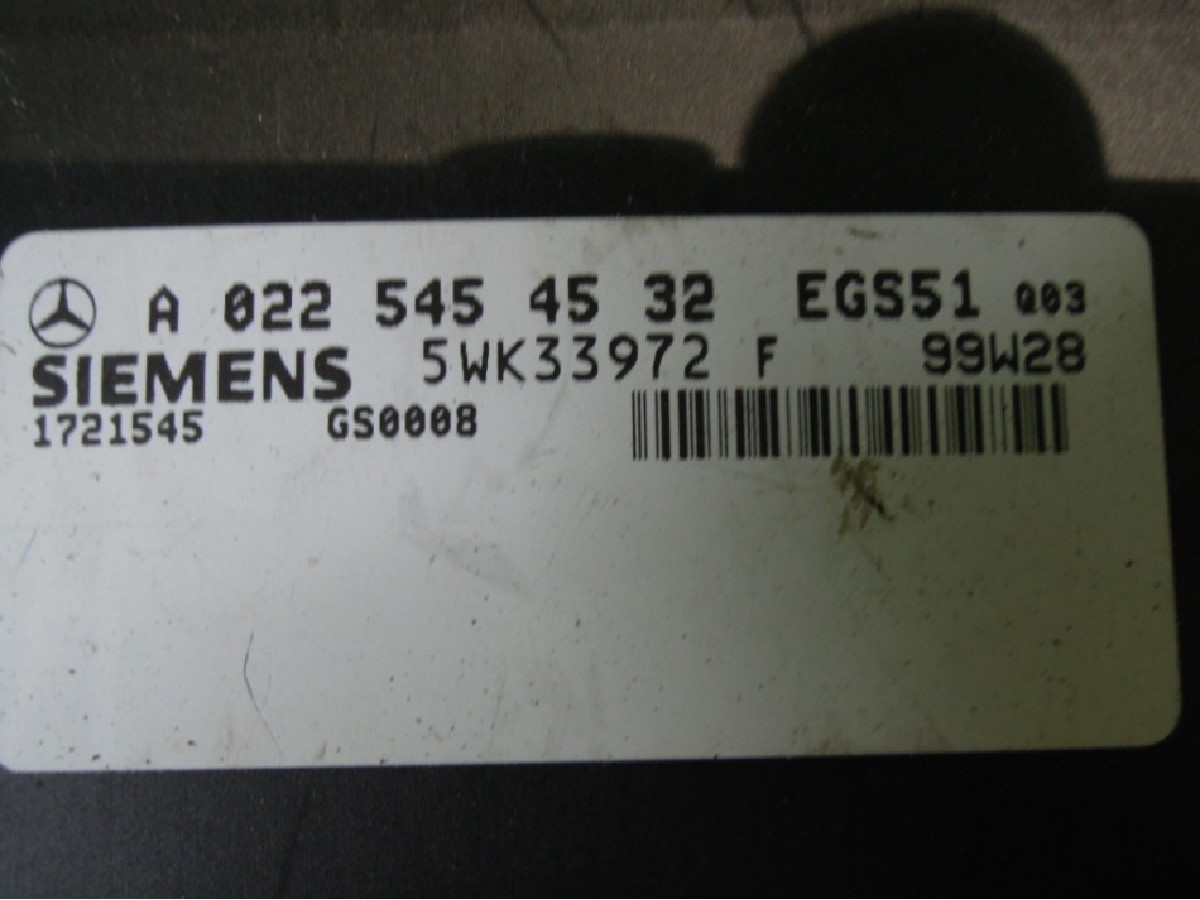 A 022 545 45 32 EGS51 Q03
SIEMENS 5WK33972 F 99W28
1721545 GS0008